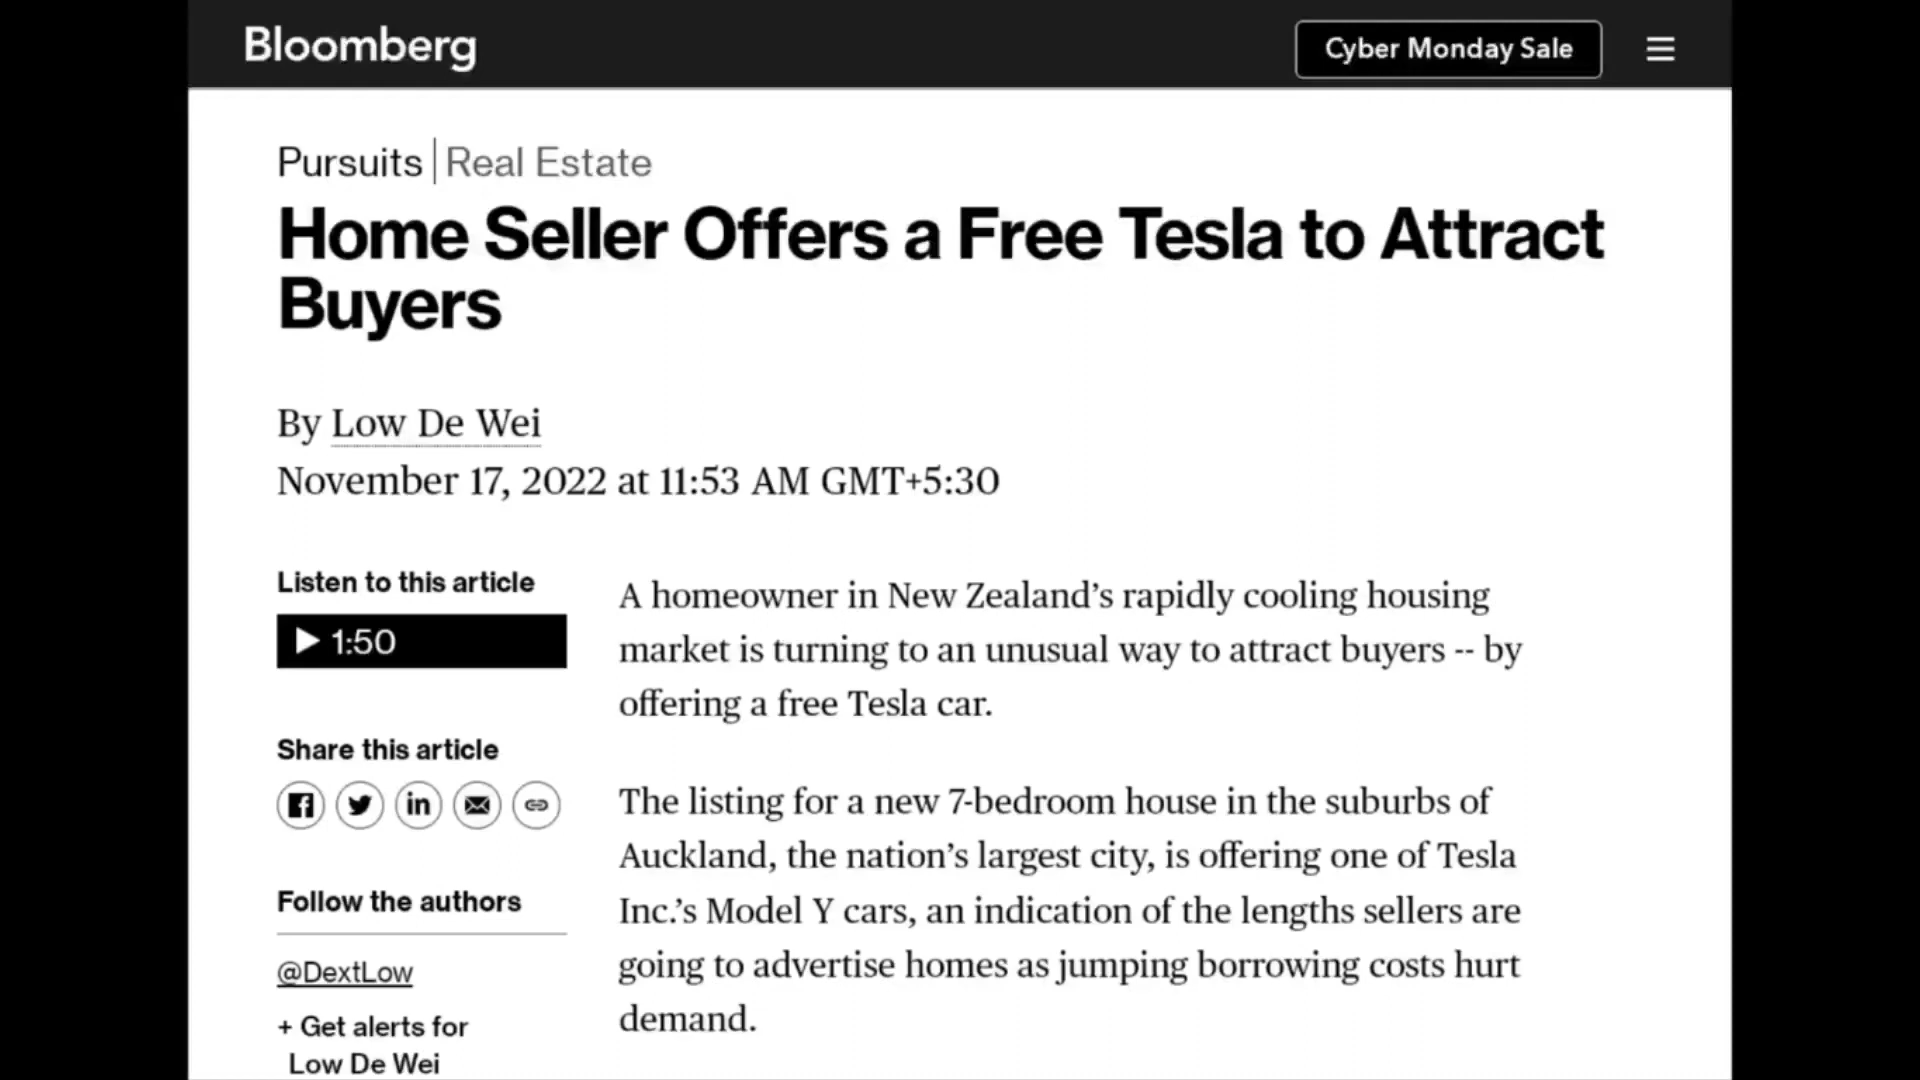 Bloomberg
Cyber Monday Sale
Pursuits | Real Estate
Home Seller Offers a Free Tesla to Attract
Buyers
By Low De Wei
November 17, 2022 at 11:53 AM GMT+5:30
Listen to this article
1:50
Share this article
Follow the authors
@DextLow
+ Get alerts for
Low De Wei
A homeowner in New Zealand’s rapidly cooling housing
market is turning to an unusual way to attract buyers -- by
offering a free Tesla car.
The listing for a new 7-bedroom house in the suburbs of
Auckland, the nation’s largest city, is offering one of Tesla
Inc.’s Model Y cars, an indication of the lengths sellers are
going to advertise homes as jumping borrowing costs hurt
demand.